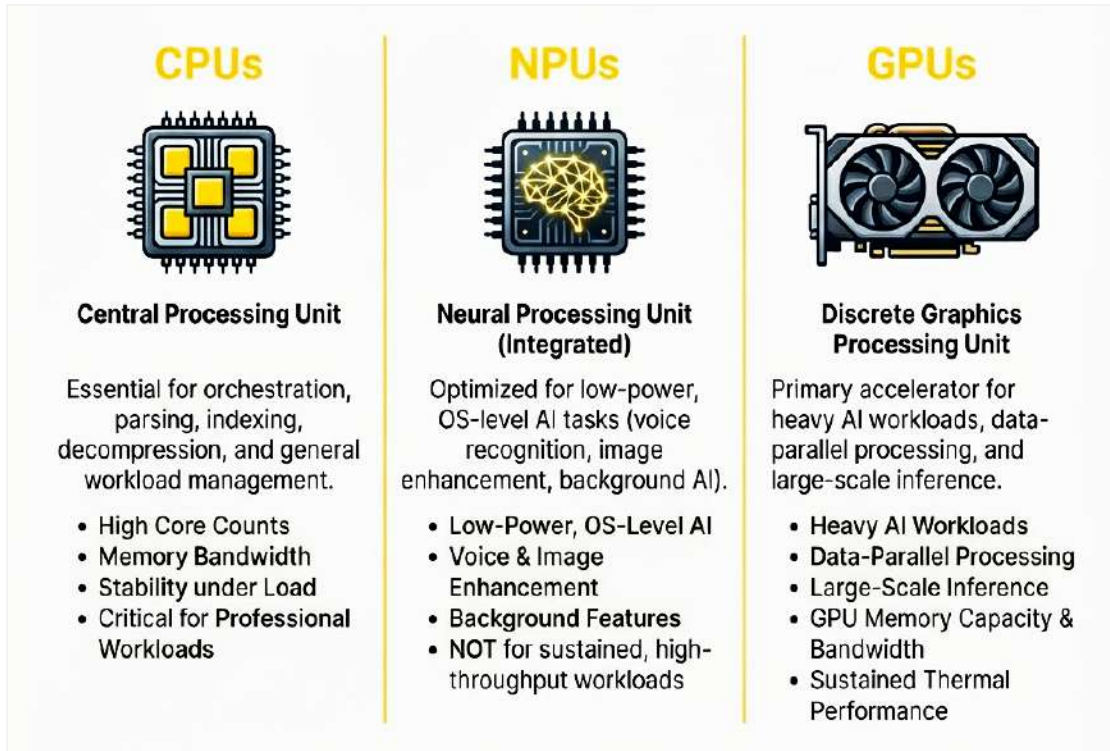 CPUs
Central Processing Unit
Essential for orchestration,
parsing, indexing,
decompression, and general
workload management.
• High Core Counts
• Memory Bandwidth
• Stability under Load
• Critical for Professional
Workloads
NPUs
Neural Processing Unit
(Integrated)
Optimized for low-power,
OS-level AI tasks (voice
recognition, image
enhancement, background AI).
• Low-Power, OS-Level AI
• Voice & Image
Enhancement
• Background Features
• NOT for sustained, high-
throughput workloads
GPUs
Discrete Graphics
Processing Unit
Primary accelerator for
heavy AI workloads, data-
parallel processing, and
large-scale inference.
• Heavy AI Workloads
• Data-Parallel Processing
• Large-Scale Inference
• GPU Memory Capacity &
Bandwidth
• Sustained Thermal
Performance